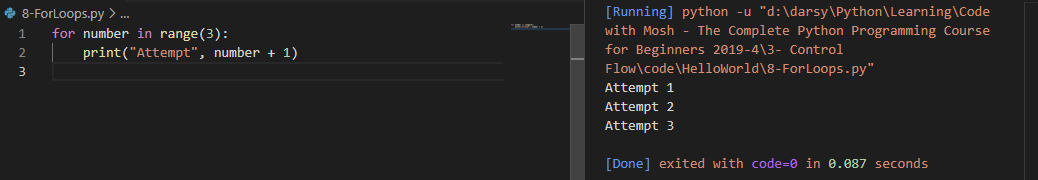 8-ForLoops.py > ...
1 for number in range(3):
2 print("Attempt", number + 1)
3
[Running] python -u "d:\darsy\Python\Learning\Code
with Mosh - The Complete Python Programming Course
for Beginners 2019-4\3- Control
Flow\code\HelloWorld\8-ForLoops.py"
Attempt 1
Attempt 2
Attempt 3
[Done] exited with code=0 in 0.087 seconds